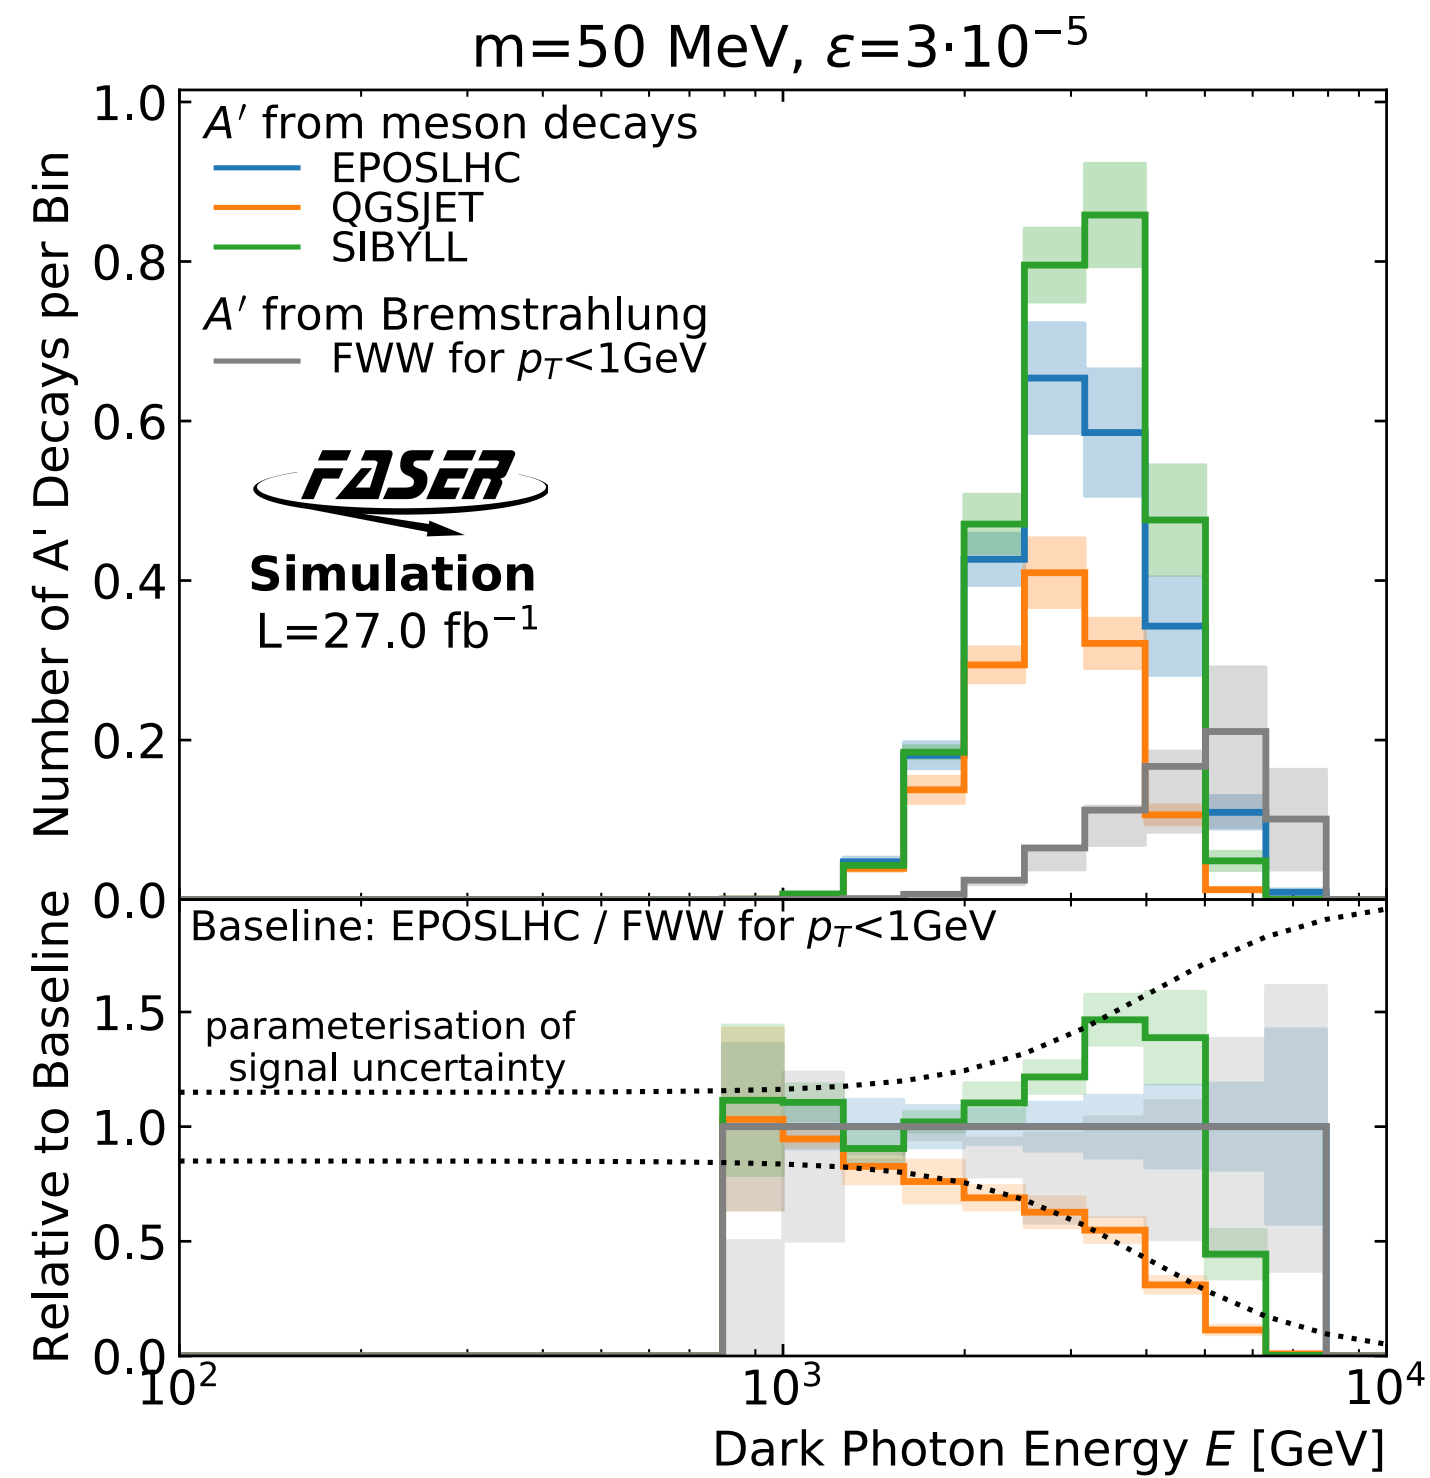 m=50 MeV, ε=3·10⁻⁵
A′ from meson decays
EPOSLHC
QGSJET
SIBYLL
A′ from Bremstrahlung
FWW for p_T<1GeV
FASER
Simulation
L=27.0 fb⁻¹
Number of A' Decays per Bin
1.0
0.8
0.6
0.4
0.2
0.0
Baseline: EPOSLHC / FWW for p_T<1GeV
parameterisation of
signal uncertainty
Relative to Baseline
1.5
1.0
0.5
0.0
10² 10³ 10⁴
Dark Photon Energy E [GeV]